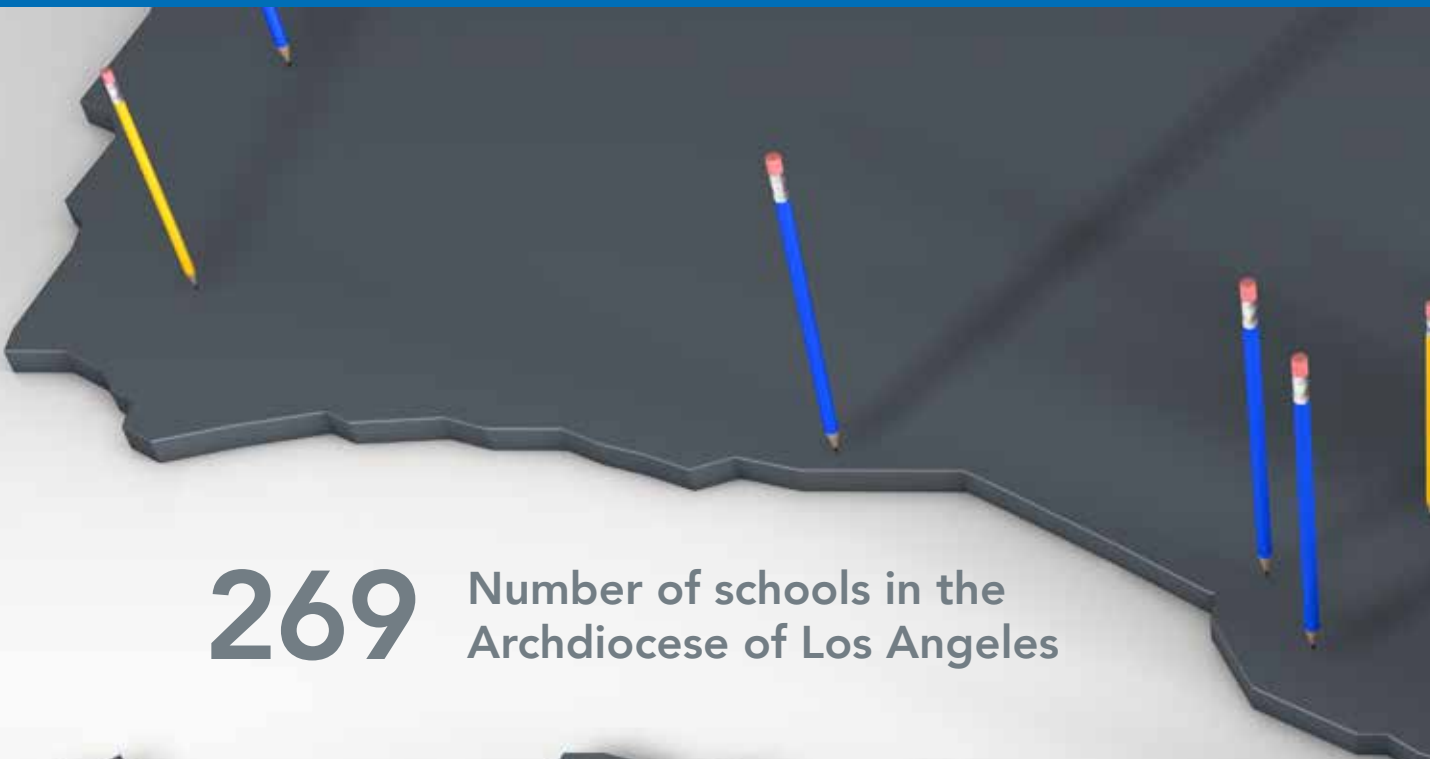 269
Number of schools in the
Archdiocese of Los Angeles